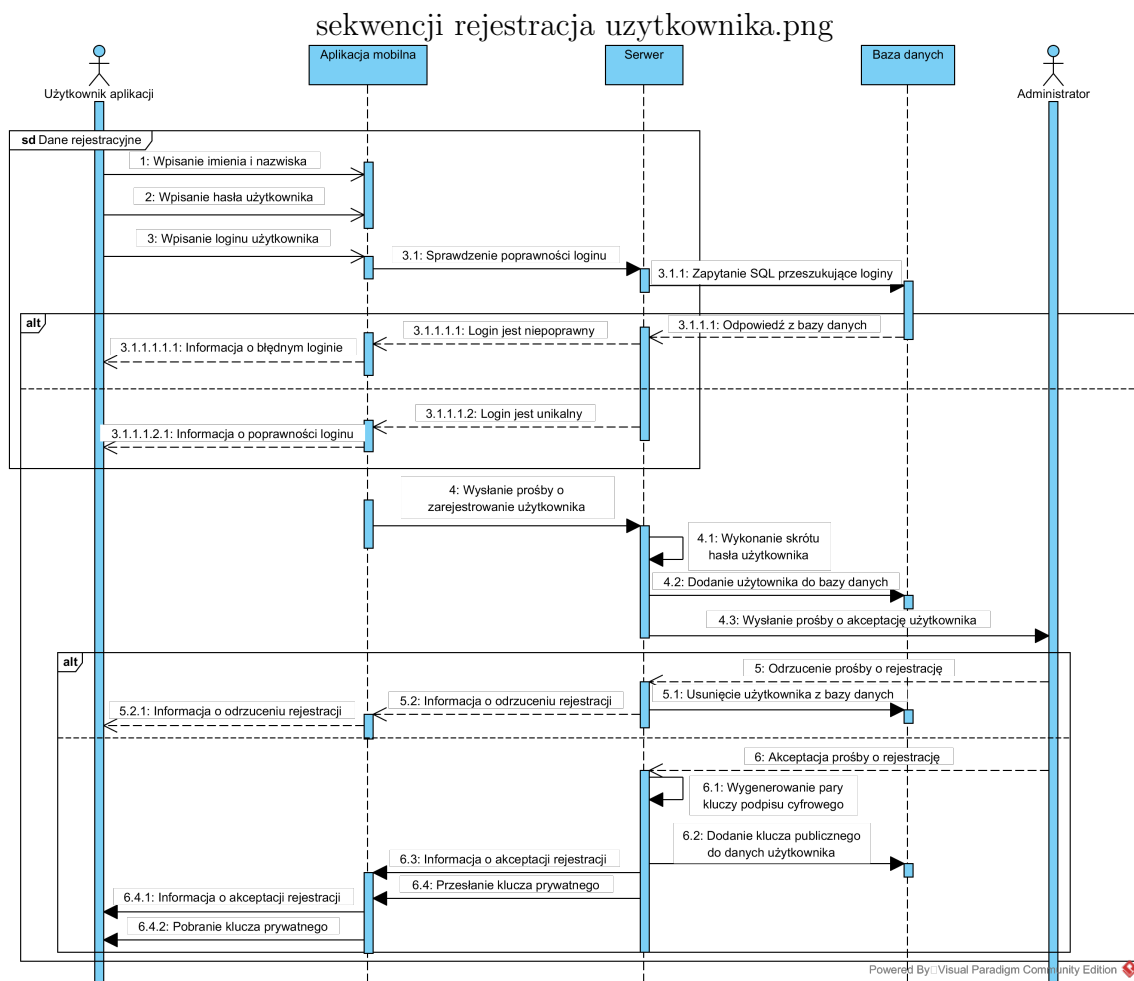 sekwencji rejestracja uzytkownika.png
Aplikacja mobilna
Serwer
Baza danych
Użytkownik aplikacji
Administrator
sd Dane rejestracyjne
1: Wpisanie imienia i nazwiska
2: Wpisanie hasła użytkownika
3: Wpisanie loginu użytkownika
3.1: Sprawdzenie poprawności loginu
3.1.1: Zapytanie SQL przeszukujące loginy
alt
3.1.1.1: Odpowiedź z bazy danych
3.1.1.1.1: Login jest niepoprawny
3.1.1.1.1.1: Informacja o błędnym loginie
3.1.1.1.2: Login jest unikalny
3.1.1.1.2.1: Informacja o poprawności loginu
4: Wysłanie prośby o
zarejestrowanie użytkownika
4.1: Wykonanie skrótu
hasła użytkownika
4.2: Dodanie użytownika do bazy danych
4.3: Wysłanie prośby o akceptację użytkownika
alt
5: Odrzucenie prośby o rejestrację
5.1: Usunięcie użytkownika z bazy danych
5.2: Informacja o odrzuceniu rejestracji
5.2.1: Informacja o odrzuceniu rejestracji
6: Akceptacja prośby o rejestrację
6.1: Wygenerowanie pary
kluczy podpisu cyfrowego
6.2: Dodanie klucza publicznego
do danych użytkownika
6.3: Informacja o akceptacji rejestracji
6.4: Przesłanie klucza prywatnego
6.4.1: Informacja o akceptacji rejestracji
6.4.2: Pobranie klucza prywatnego
Powered By Visual Paradigm Community Edition